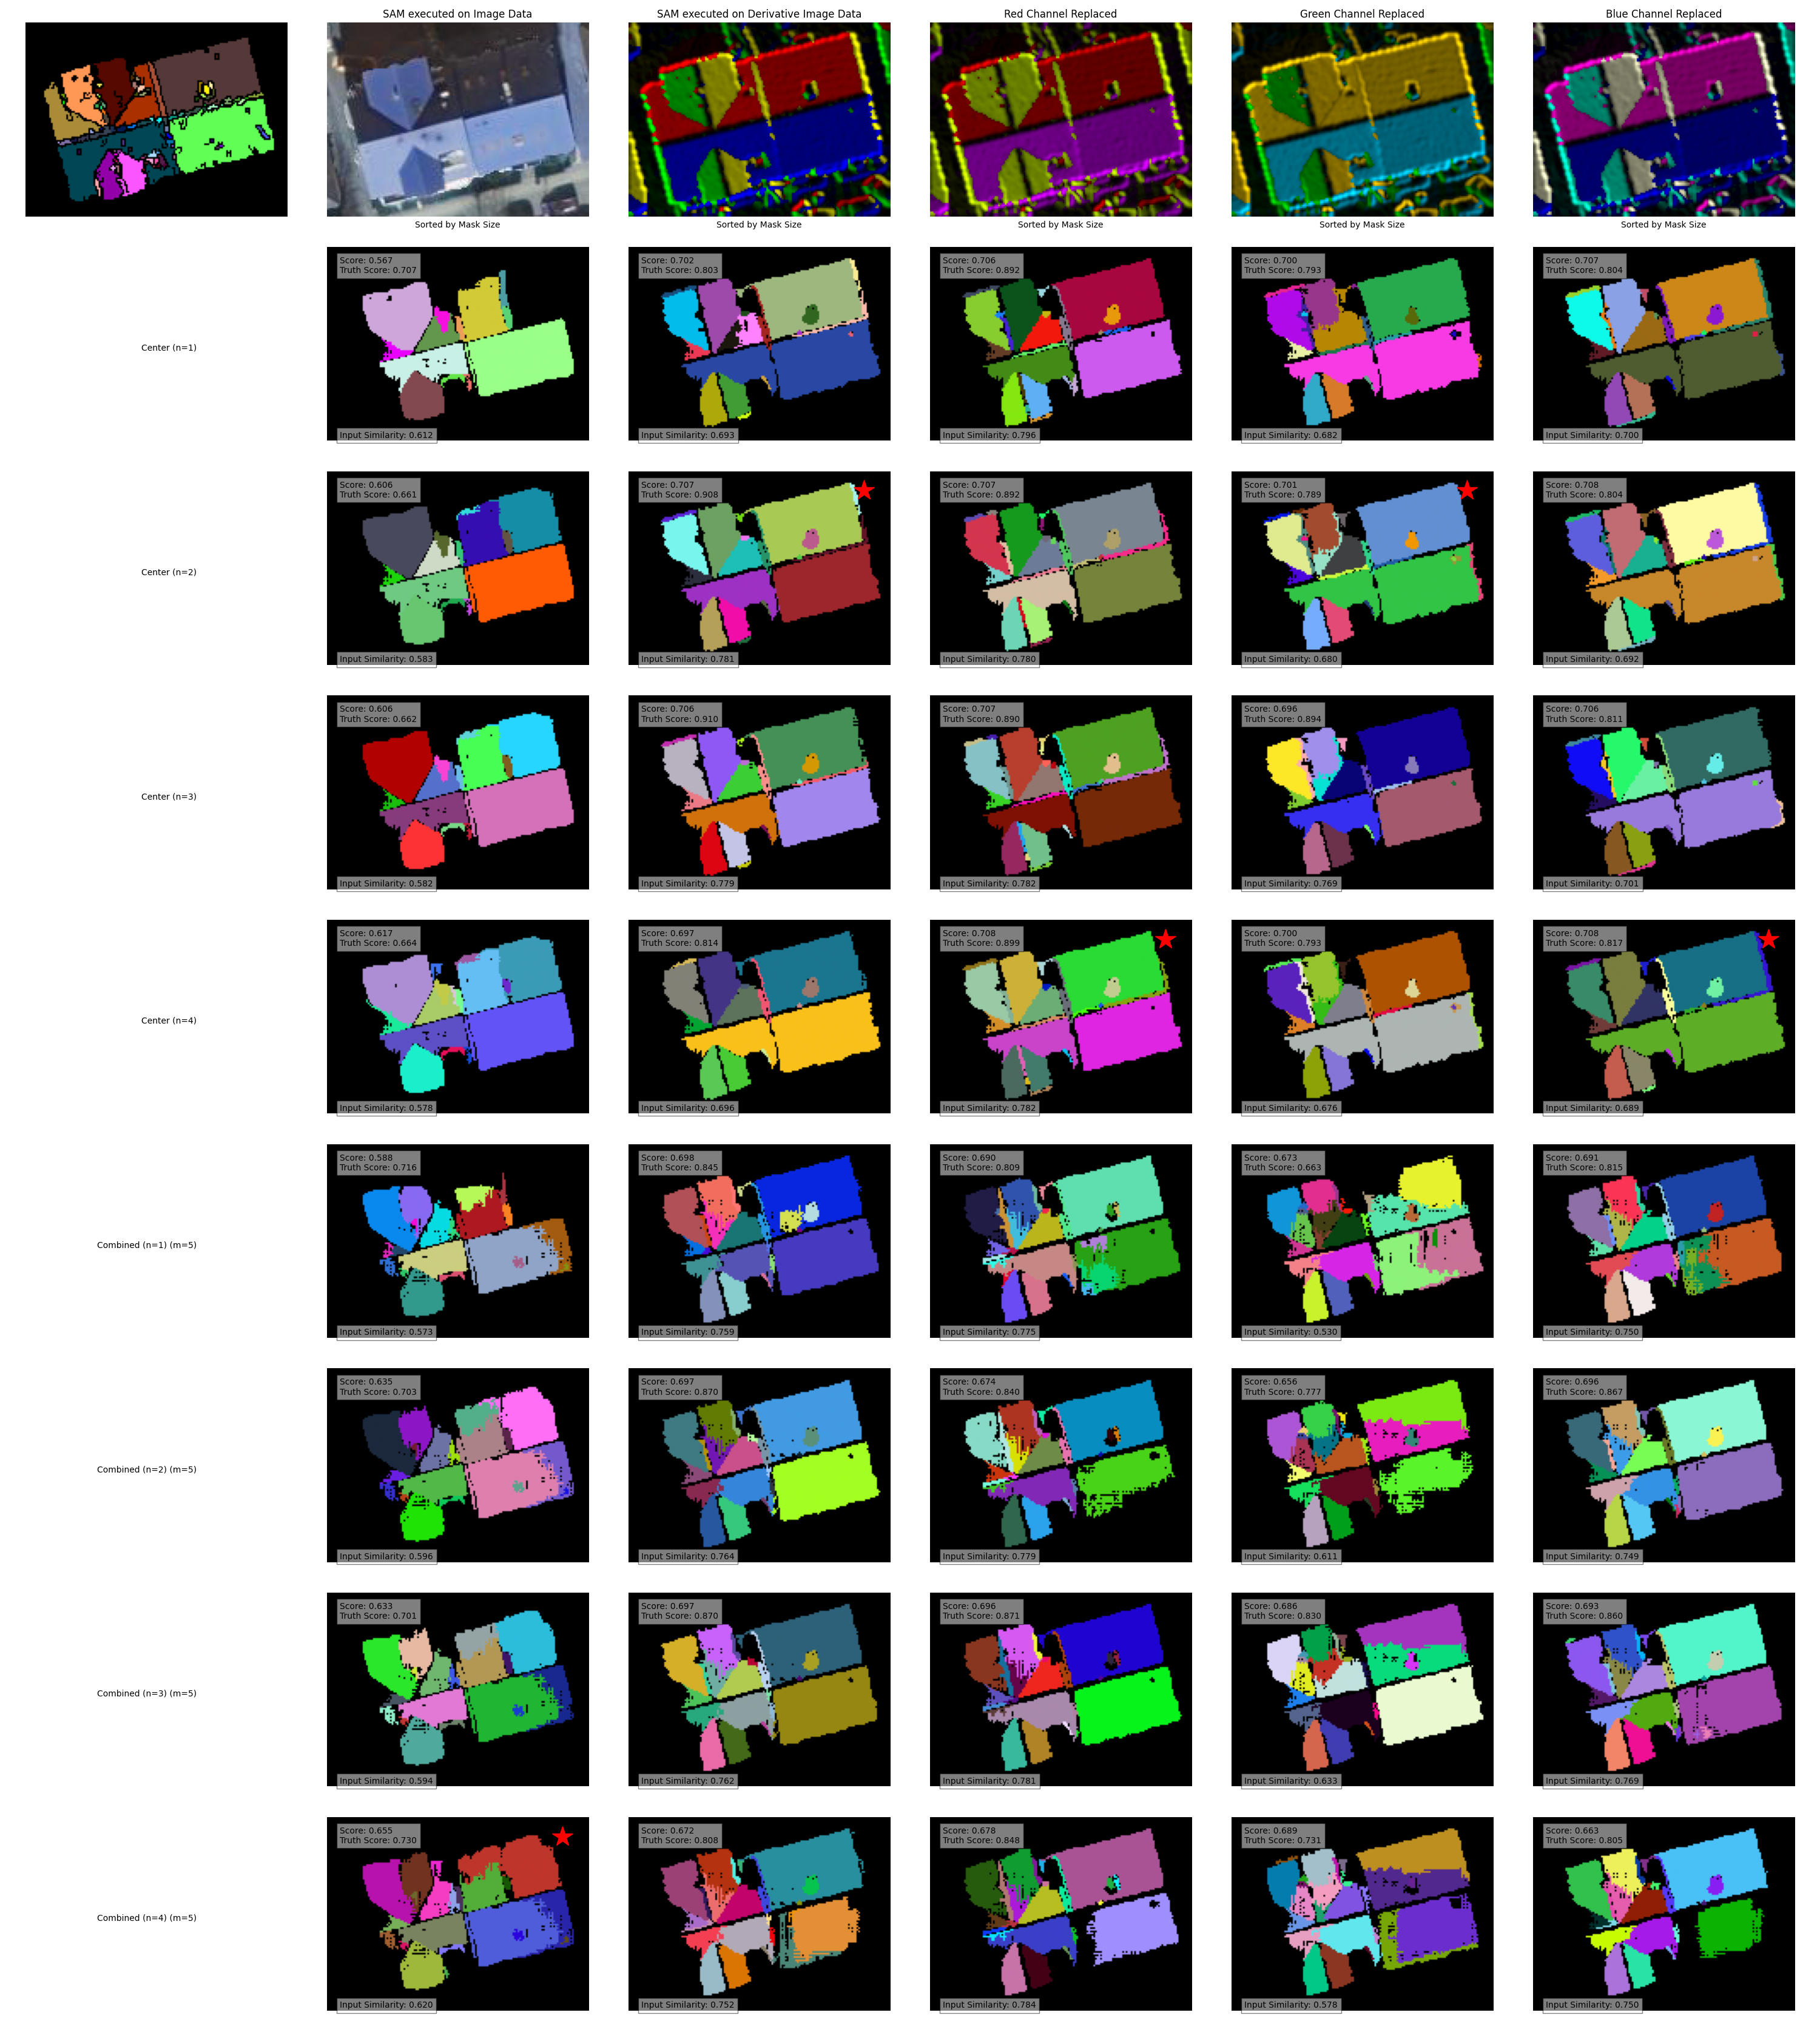 SAM executed on Image Data
SAM executed on Derivative Image Data
Red Channel Replaced
Green Channel Replaced
Blue Channel Replaced
Sorted by Mask Size
Sorted by Mask Size
Sorted by Mask Size
Sorted by Mask Size
Sorted by Mask Size
Center (n=1)
Score: 0.567
Truth Score: 0.707
Input Similarity: 0.612
Score: 0.702
Truth Score: 0.803
Input Similarity: 0.693
Score: 0.706
Truth Score: 0.892
Input Similarity: 0.796
Score: 0.700
Truth Score: 0.793
Input Similarity: 0.682
Score: 0.707
Truth Score: 0.804
Input Similarity: 0.700
Center (n=2)
Score: 0.606
Truth Score: 0.661
Input Similarity: 0.583
Score: 0.707
Truth Score: 0.908
Input Similarity: 0.781
Score: 0.707
Truth Score: 0.892
Input Similarity: 0.780
Score: 0.701
Truth Score: 0.789
Input Similarity: 0.680
Score: 0.708
Truth Score: 0.804
Input Similarity: 0.692
Center (n=3)
Score: 0.606
Truth Score: 0.662
Input Similarity: 0.582
Score: 0.706
Truth Score: 0.910
Input Similarity: 0.779
Score: 0.707
Truth Score: 0.890
Input Similarity: 0.782
Score: 0.696
Truth Score: 0.894
Input Similarity: 0.769
Score: 0.706
Truth Score: 0.811
Input Similarity: 0.701
Center (n=4)
Score: 0.617
Truth Score: 0.664
Input Similarity: 0.578
Score: 0.697
Truth Score: 0.814
Input Similarity: 0.696
Score: 0.708
Truth Score: 0.899
Input Similarity: 0.782
Score: 0.700
Truth Score: 0.793
Input Similarity: 0.676
Score: 0.708
Truth Score: 0.817
Input Similarity: 0.689
Combined (n=1) (m=5)
Score: 0.588
Truth Score: 0.716
Input Similarity: 0.573
Score: 0.698
Truth Score: 0.845
Input Similarity: 0.759
Score: 0.690
Truth Score: 0.809
Input Similarity: 0.775
Score: 0.673
Truth Score: 0.663
Input Similarity: 0.530
Score: 0.691
Truth Score: 0.815
Input Similarity: 0.750
Combined (n=2) (m=5)
Score: 0.635
Truth Score: 0.703
Input Similarity: 0.596
Score: 0.697
Truth Score: 0.870
Input Similarity: 0.764
Score: 0.674
Truth Score: 0.840
Input Similarity: 0.779
Score: 0.656
Truth Score: 0.777
Input Similarity: 0.611
Score: 0.696
Truth Score: 0.867
Input Similarity: 0.749
Combined (n=3) (m=5)
Score: 0.633
Truth Score: 0.701
Input Similarity: 0.594
Score: 0.697
Truth Score: 0.870
Input Similarity: 0.762
Score: 0.696
Truth Score: 0.871
Input Similarity: 0.781
Score: 0.686
Truth Score: 0.830
Input Similarity: 0.633
Score: 0.693
Truth Score: 0.860
Input Similarity: 0.769
Combined (n=4) (m=5)
Score: 0.655
Truth Score: 0.730
Input Similarity: 0.620
Score: 0.672
Truth Score: 0.808
Input Similarity: 0.752
Score: 0.678
Truth Score: 0.848
Input Similarity: 0.784
Score: 0.689
Truth Score: 0.731
Input Similarity: 0.578
Score: 0.663
Truth Score: 0.805
Input Similarity: 0.750